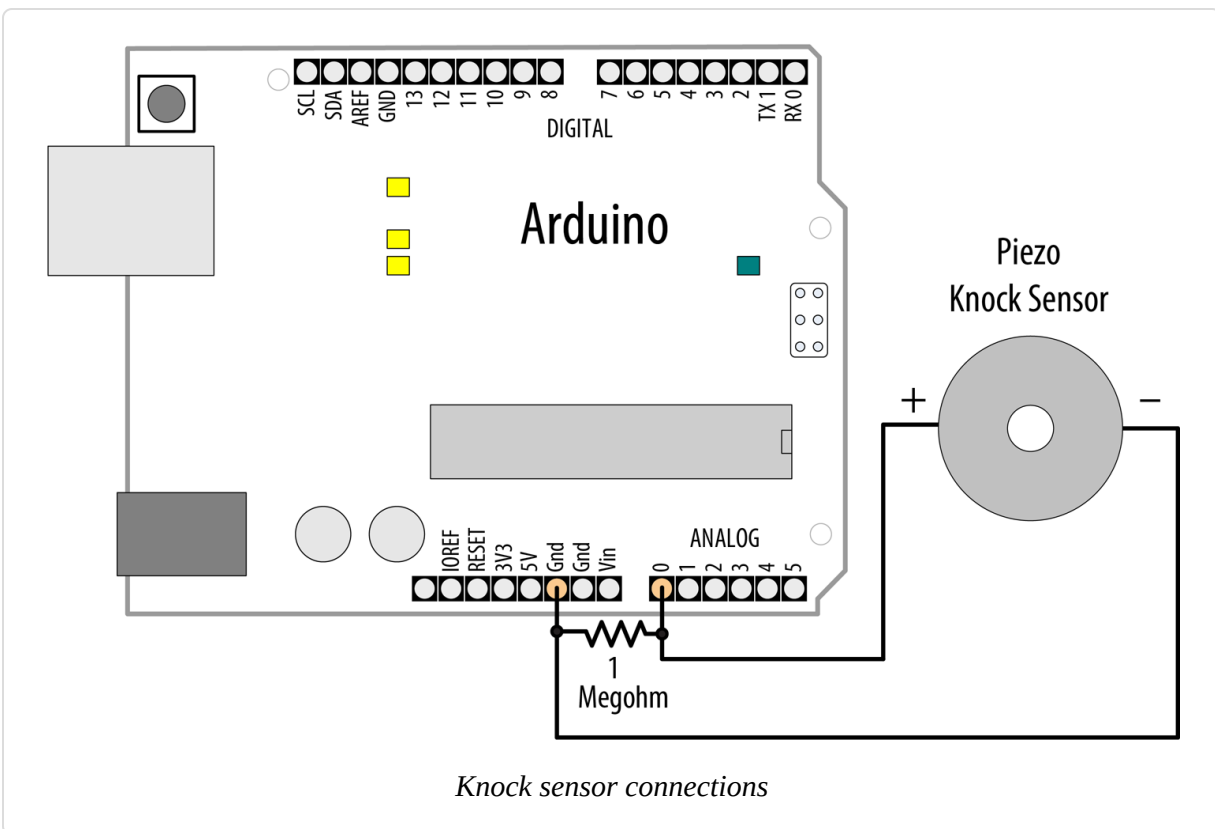 SCL SDA AREF GND 13 12 11 10 9 8 7 6 5 4 3 2 TX 1 RX 0
DIGITAL
Arduino
Piezo
Knock Sensor
+ −
ANALOG
IOREF RESET 3V3 5V Gnd Gnd Vin 0 1 2 3 4 5
1
Megohm
Knock sensor connections